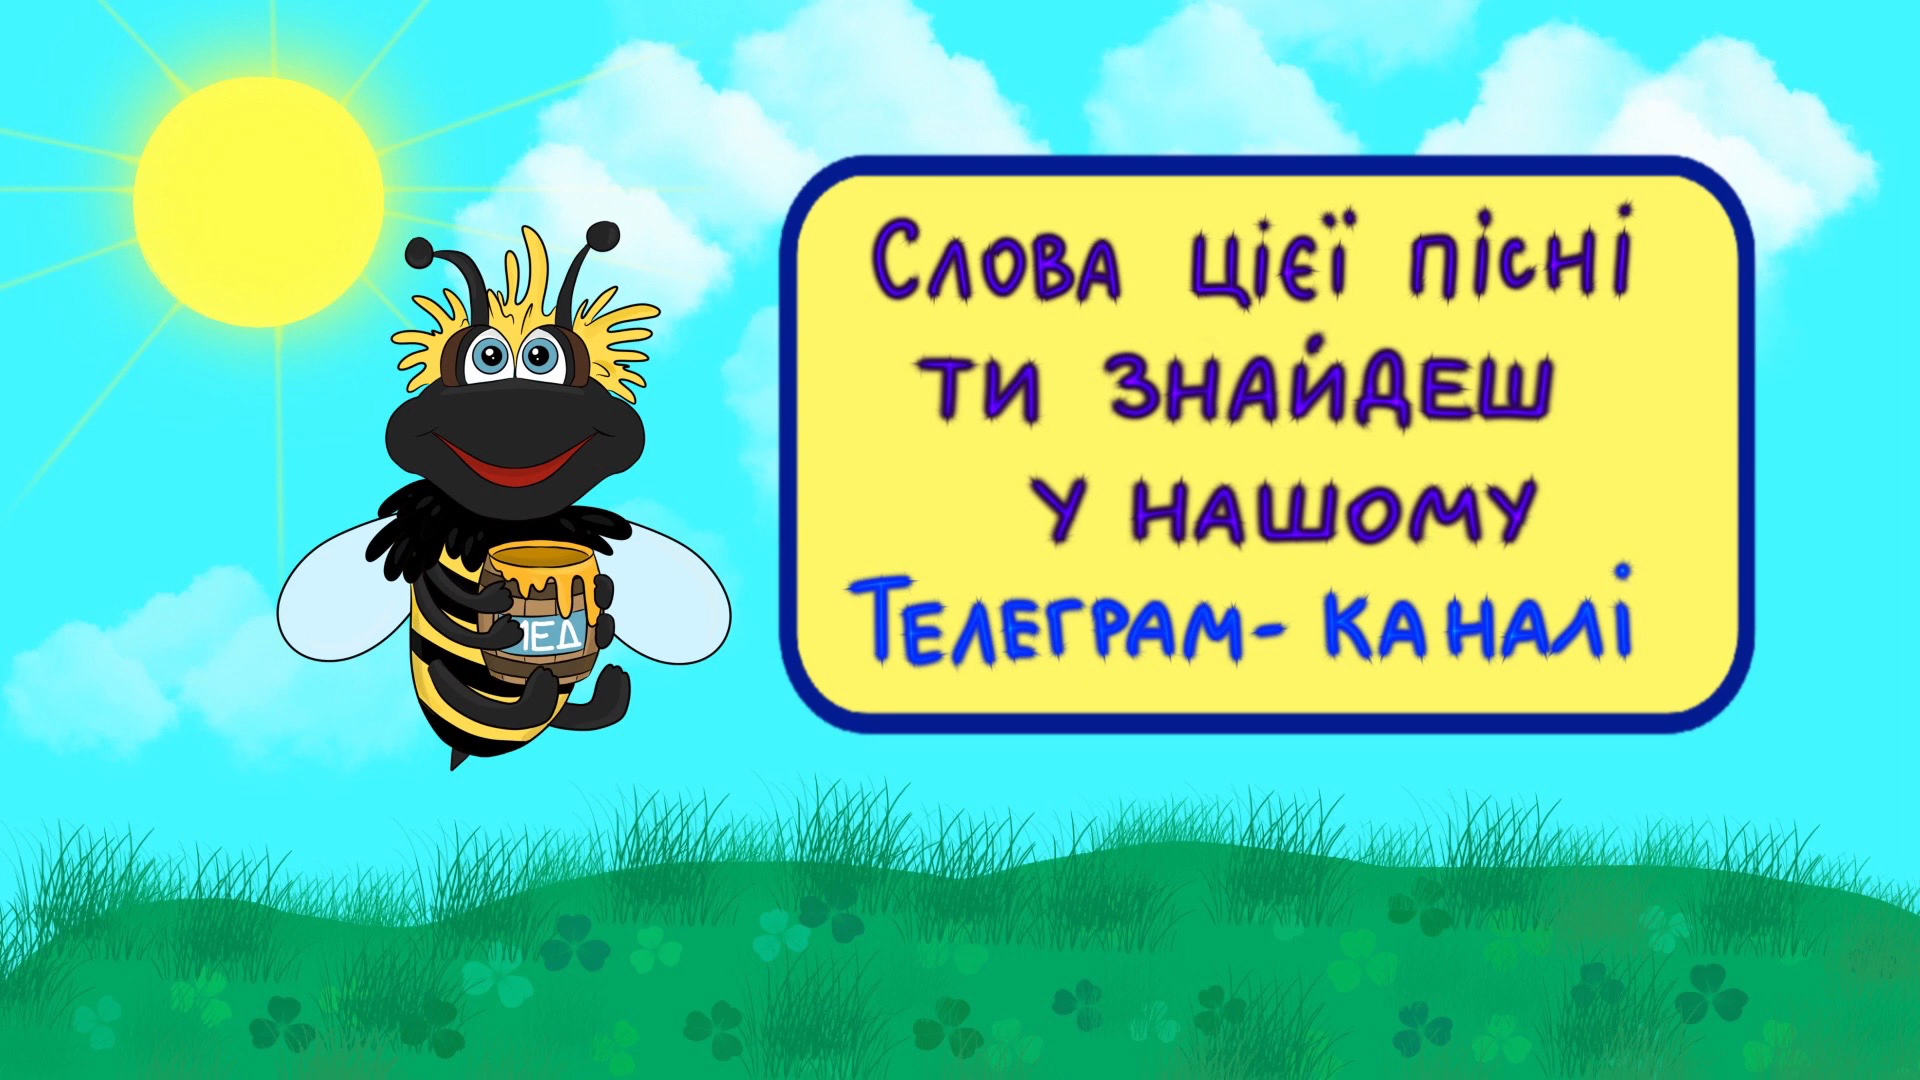 Слова цієї пісні
ти знайдеш
у нашому
Телеграм-каналі
МЕД